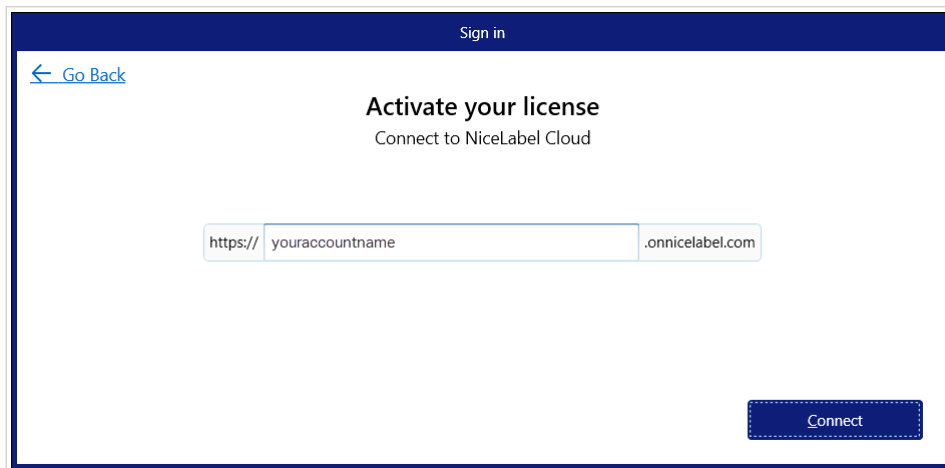 Sign in
← Go Back
Activate your license
Connect to NiceLabel Cloud
https:// youraccountname .onnicelabel.com
Connect